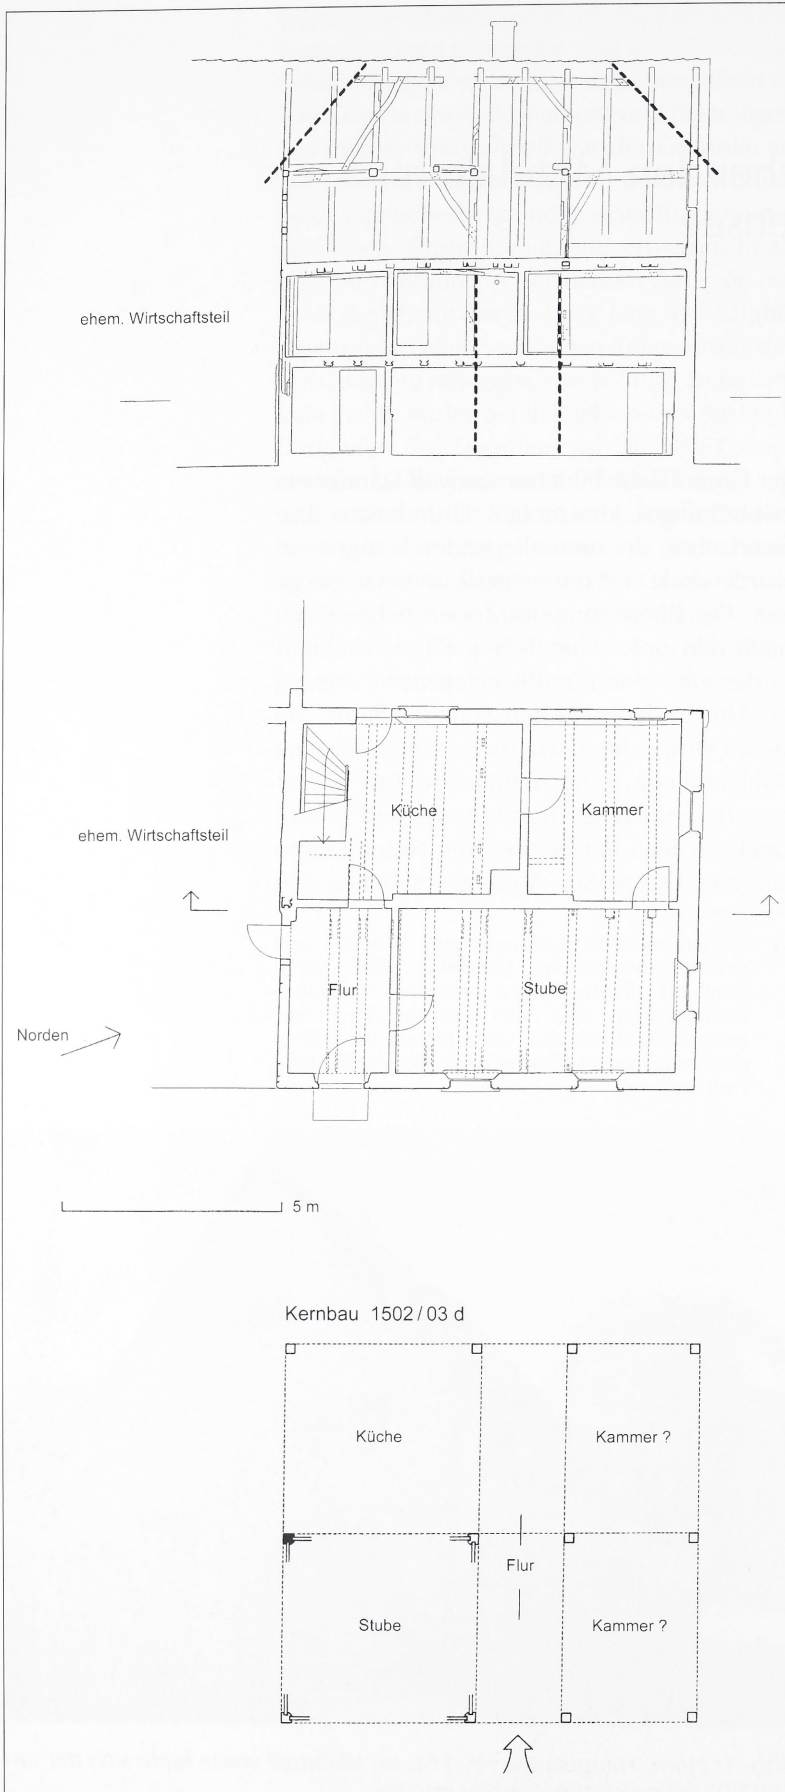 ehem. Wirtschaftsteil
Küche
Kammer
ehem. Wirtschaftsteil
Flur
Stube
Norden
5 m
Kernbau 1502/03 d
Küche
Kammer ?
Flur
Stube
Kammer ?